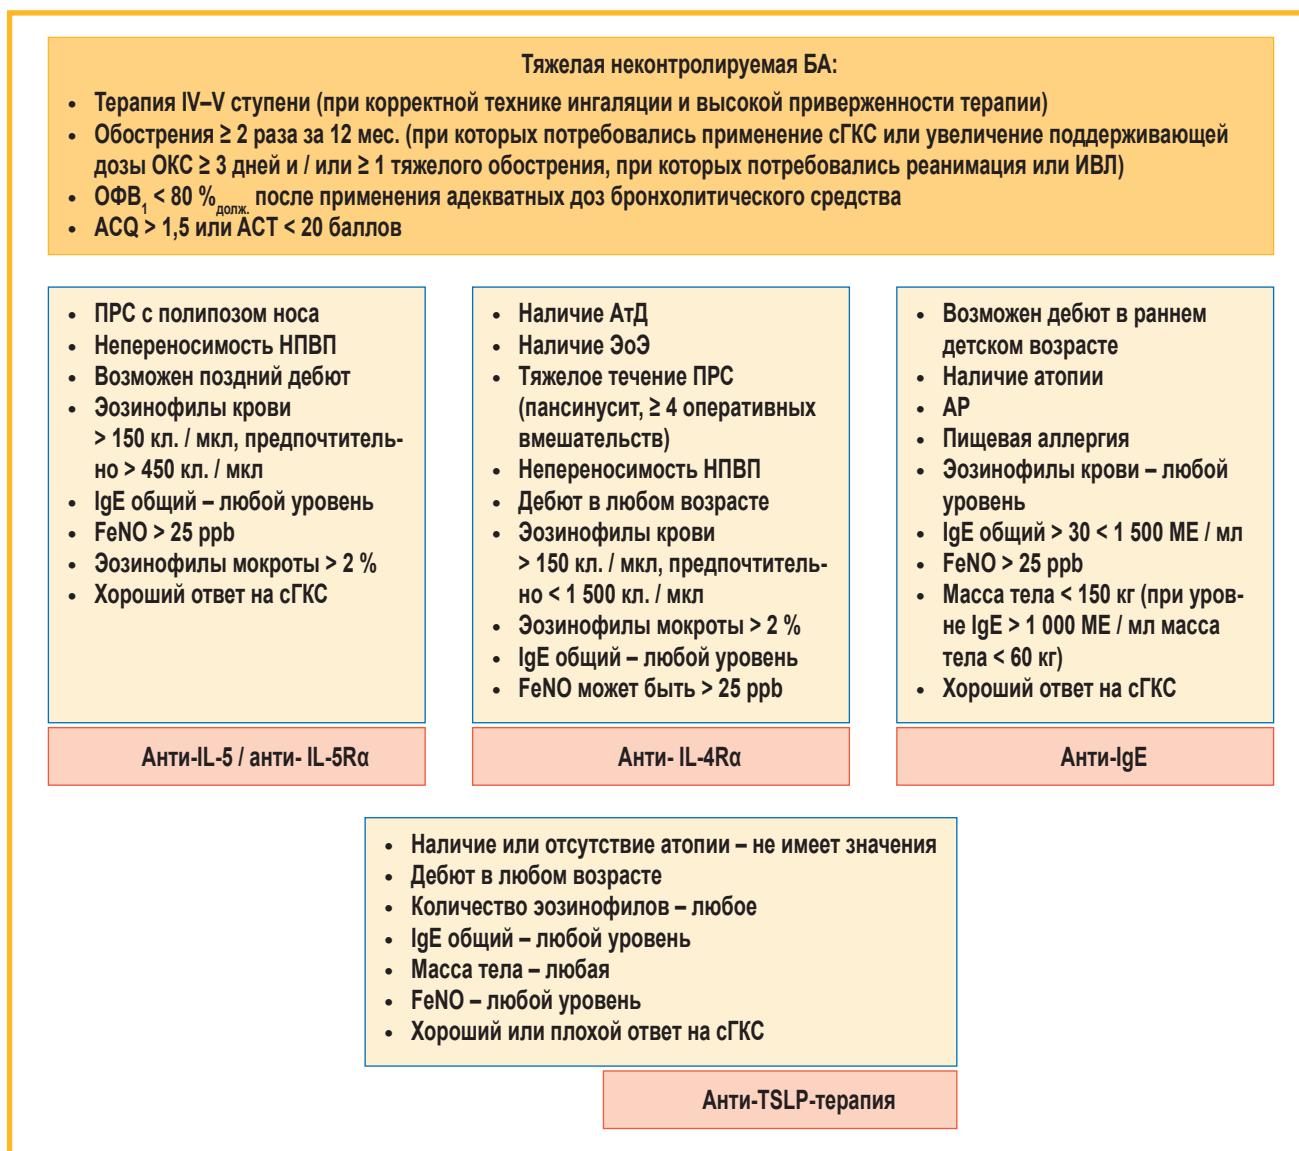 Тяжелая неконтролируемая БА:
• Терапия IV–V ступени (при корректной технике ингаляции и высокой приверженности терапии)
• Обострения ≥ 2 раза за 12 мес. (при которых потребовались применение сГКС или увеличение поддерживающей
дозы ОКС ≥ 3 дней и / или ≥ 1 тяжелого обострения, при которых потребовались реанимация или ИВЛ)
• ОФВ1 < 80 %долж. после применения адекватных доз бронхолитического средства
• ACQ > 1,5 или АСТ < 20 баллов
• ПРС с полипозом носа
• Непереносимость НПВП
• Возможен поздний дебют
• Эозинофилы крови
> 150 кл. / мкл, предпочтитель-
но > 450 кл. / мкл
• IgE общий – любой уровень
• FeNO > 25 ppb
• Эозинофилы мокроты > 2 %
• Хороший ответ на сГКС
Анти-IL-5 / анти- IL-5Rα
• Наличие АтД
• Наличие ЭоЭ
• Тяжелое течение ПРС
(пансинусит, ≥ 4 оперативных
вмешательств)
• Непереносимость НПВП
• Дебют в любом возрасте
• Эозинофилы крови
> 150 кл. / мкл, предпочтитель-
но < 1 500 кл. / мкл
• Эозинофилы мокроты > 2 %
• IgE общий – любой уровень
• FeNO может быть > 25 ppb
Анти- IL-4Rα
• Возможен дебют в раннем
детском возрасте
• Наличие атопии
• АР
• Пищевая аллергия
• Эозинофилы крови – любой
уровень
• IgE общий > 30 < 1 500 МЕ / мл
• FeNO > 25 ppb
• Масса тела < 150 кг (при уров-
не IgE > 1 000 МЕ / мл масса
тела < 60 кг)
• Хороший ответ на сГКС
Анти-IgE
• Наличие или отсутствие атопии – не имеет значения
• Дебют в любом возрасте
• Количество эозинофилов – любое
• IgE общий – любой уровень
• Масса тела – любая
• FeNO – любой уровень
• Хороший или плохой ответ на сГКС
Анти-TSLP-терапия